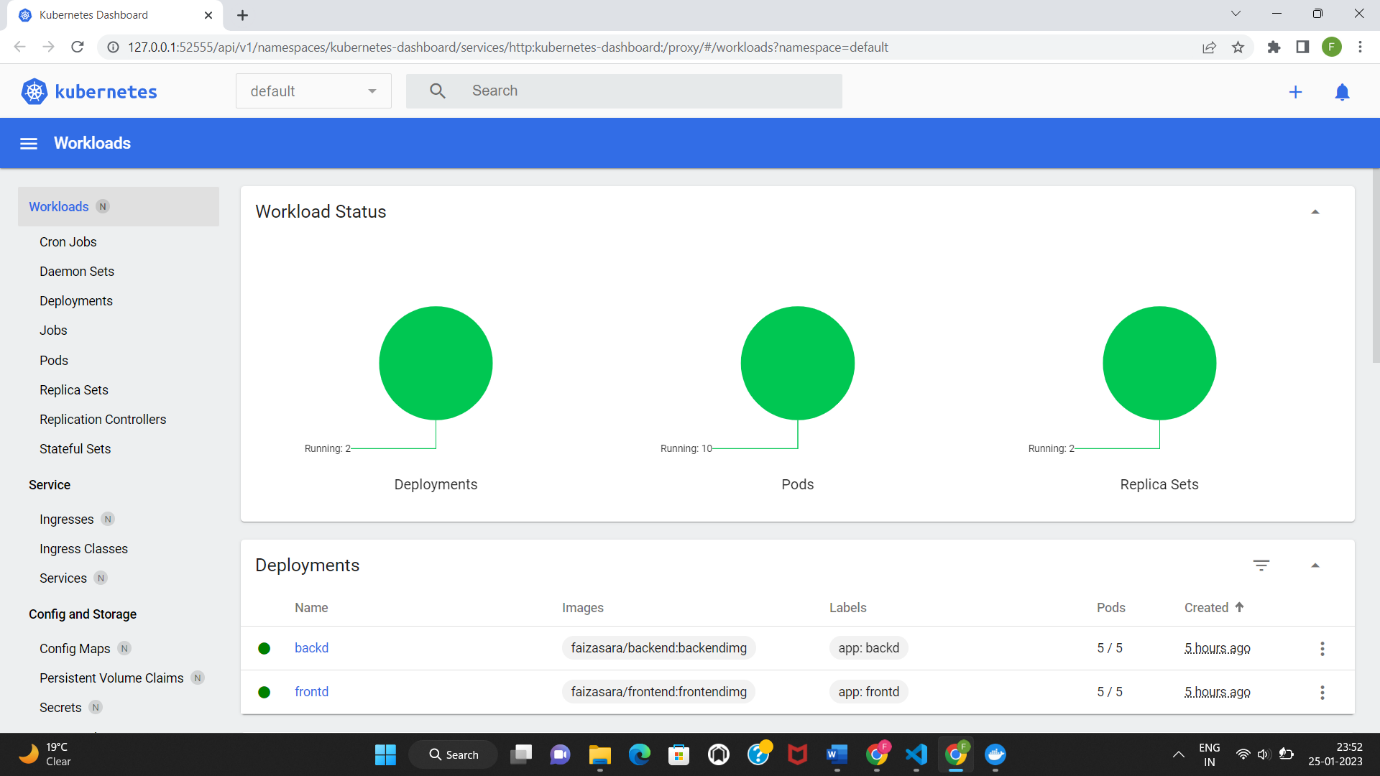 Kubernetes Dashboard
127.0.0.1:52555/api/v1/namespaces/kubernetes-dashboard/services/http:kubernetes-dashboard:/proxy/#/workloads?namespace=default
F
kubernetes
default
Search
Workloads
Workloads N
Cron Jobs
Daemon Sets
Deployments
Jobs
Pods
Replica Sets
Replication Controllers
Stateful Sets
Service
Ingresses N
Ingress Classes
Services N
Config and Storage
Config Maps N
Persistent Volume Claims N
Secrets N
Workload Status
Running: 2
Deployments
Running: 10
Pods
Running: 2
Replica Sets
Deployments
Name Images Labels Pods Created
backd faizasara/backend:backendimg app: backd 5 / 5 5 hours ago
frontd faizasara/frontend:frontendimg app: frontd 5 / 5 5 hours ago
19°C
Clear
Search
F
F
ENG
IN
23:52
25-01-2023